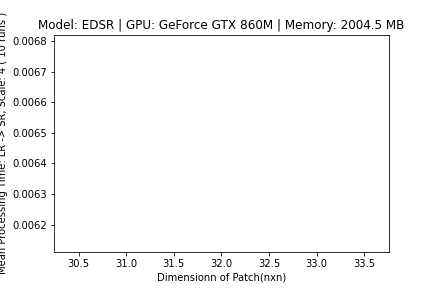 Model: EDSR | GPU: GeForce GTX 860M | Memory: 2004.5 MB
Mean Processing Time: LR -> SR, Scale: 4 ( 10 runs )
0.0068
0.0067
0.0066
0.0065
0.0064
0.0063
0.0062
30.5 31.0 31.5 32.0 32.5 33.0 33.5
Dimensionn of Patch(nxn)